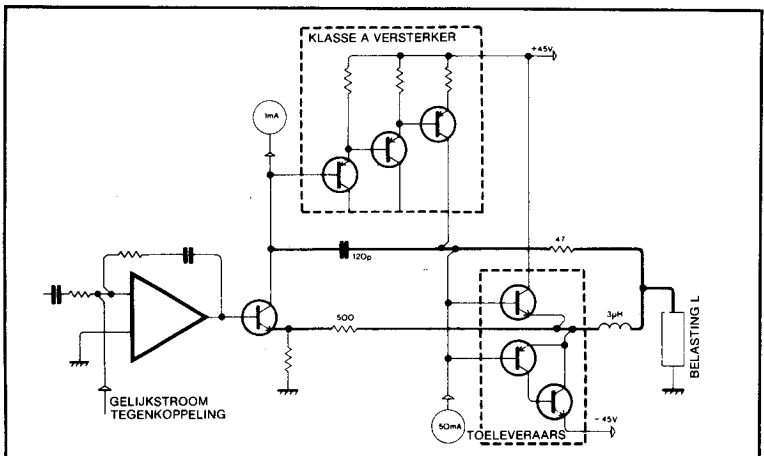 KLASSE A VERSTERKER
+45V
1mA
120p
47
500
3µH
BELASTING L
GELIJKSTROOM
TEGENKOPPELING
50mA
TOELEVERAARS
-45V